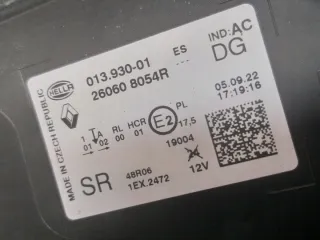 HELLA
013.930-01 ES IND:AC
26060 8054R DG
05.09.22
17:19:16
MADE IN CZECH REPUBLIC
1 A RL HCR E2 PL
01 02 00 01 17,5
19004
SR 48R06 12V
1EX.2472